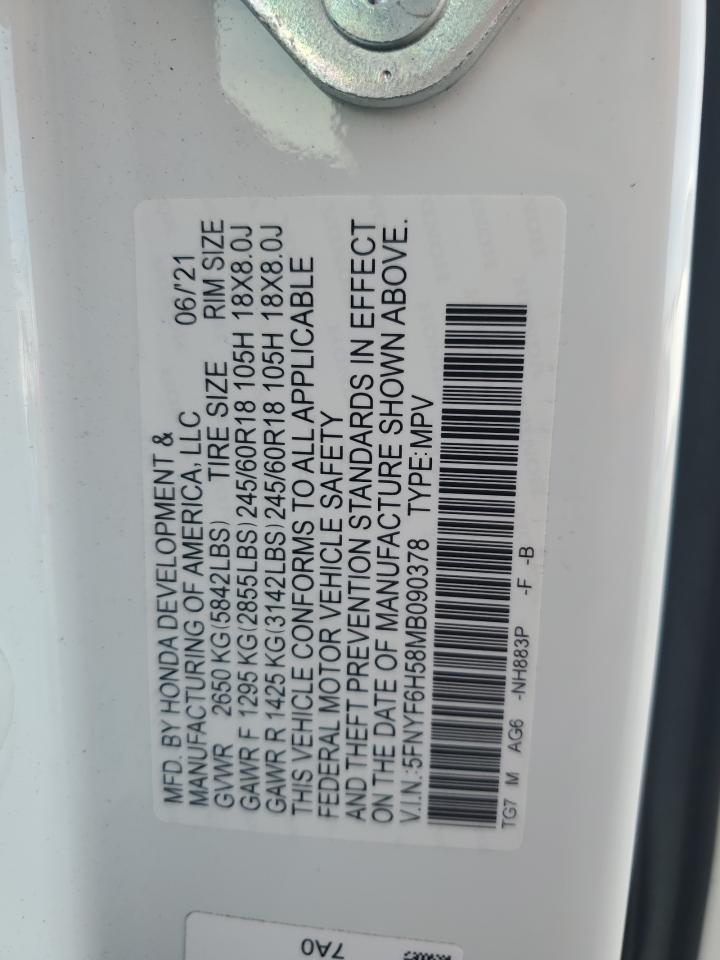 MFD. BY HONDA DEVELOPMENT &
MANUFACTURING OF AMERICA, LLC 06/'21
GVWR 2650 KG(5842LBS) TIRE SIZE RIM SIZE
GAWR F 1295 KG(2855LBS)245/60R18 105H 18X8.0J
GAWR R 1425 KG(3142LBS)245/60R18 105H 18X8.0J
THIS VEHICLE CONFORMS TO ALL APPLICABLE
FEDERAL MOTOR VEHICLE SAFETY
AND THEFT PREVENTION STANDARDS IN EFFECT
ON THE DATE OF MANUFACTURE SHOWN ABOVE.
V.I.N.:5FNYF6H58MB090378 TYPE:MPV
TG7 M AG6 -NH883P -F -B
7A0